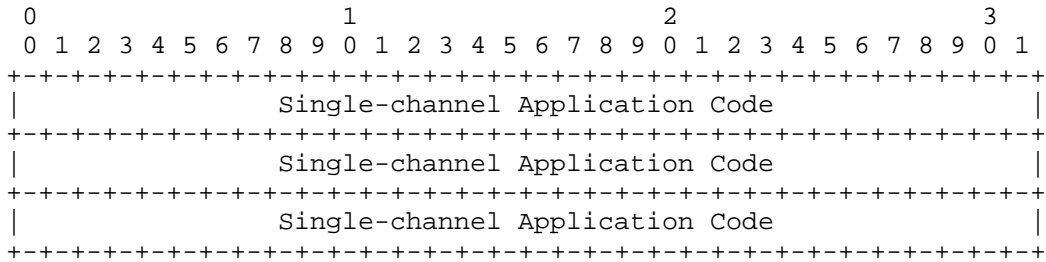 0                   1                   2                   3
 0 1 2 3 4 5 6 7 8 9 0 1 2 3 4 5 6 7 8 9 0 1 2 3 4 5 6 7 8 9 0 1
+-+-+-+-+-+-+-+-+-+-+-+-+-+-+-+-+-+-+-+-+-+-+-+-+-+-+-+-+-+-+-+-+
|                Single-channel Application Code                |
+-+-+-+-+-+-+-+-+-+-+-+-+-+-+-+-+-+-+-+-+-+-+-+-+-+-+-+-+-+-+-+-+
|                Single-channel Application Code                |
+-+-+-+-+-+-+-+-+-+-+-+-+-+-+-+-+-+-+-+-+-+-+-+-+-+-+-+-+-+-+-+-+
|                Single-channel Application Code                |
+-+-+-+-+-+-+-+-+-+-+-+-+-+-+-+-+-+-+-+-+-+-+-+-+-+-+-+-+-+-+-+-+